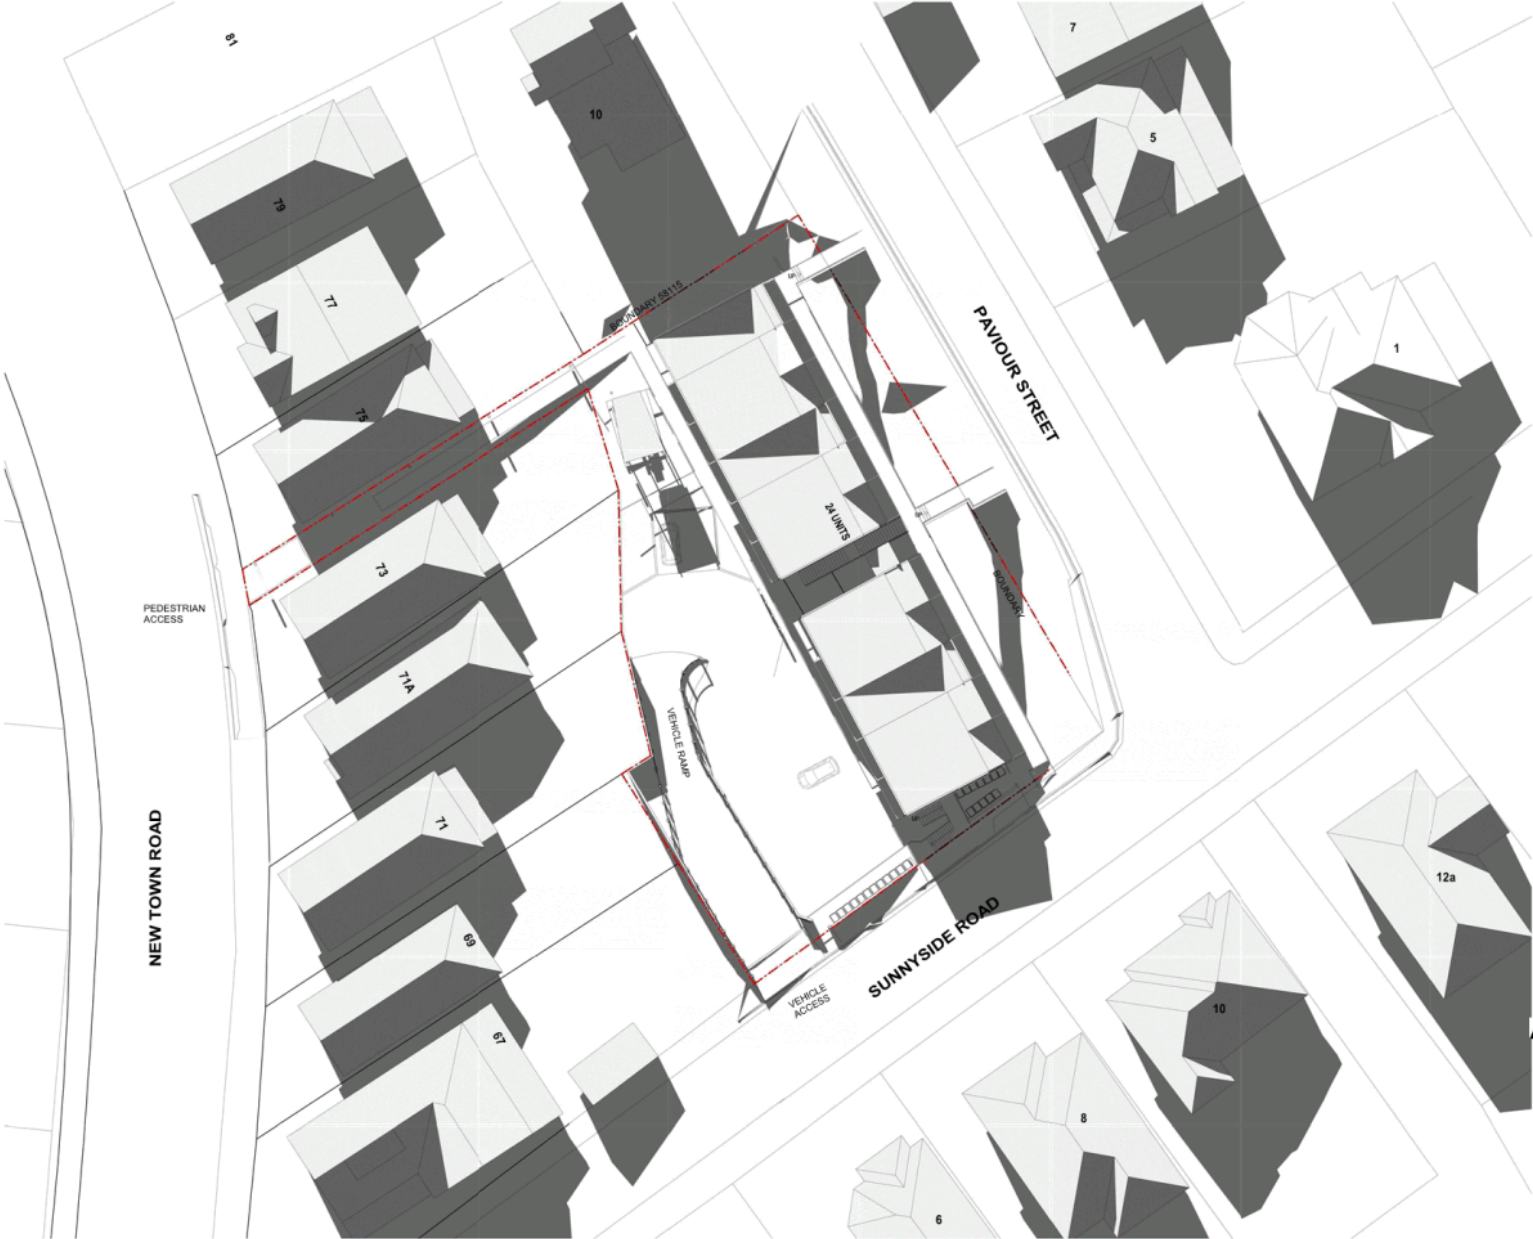 81
7
10
5
79
77
BOUNDARY 58115
PAVIOUR STREET
1
75
24 UNITS
73
BOUNDARY
PEDESTRIAN
ACCESS
71A
VEHICLE RAMP
71
NEW TOWN ROAD
12a
69
SUNNYSIDE ROAD
VEHICLE
ACCESS
10
67
8
6